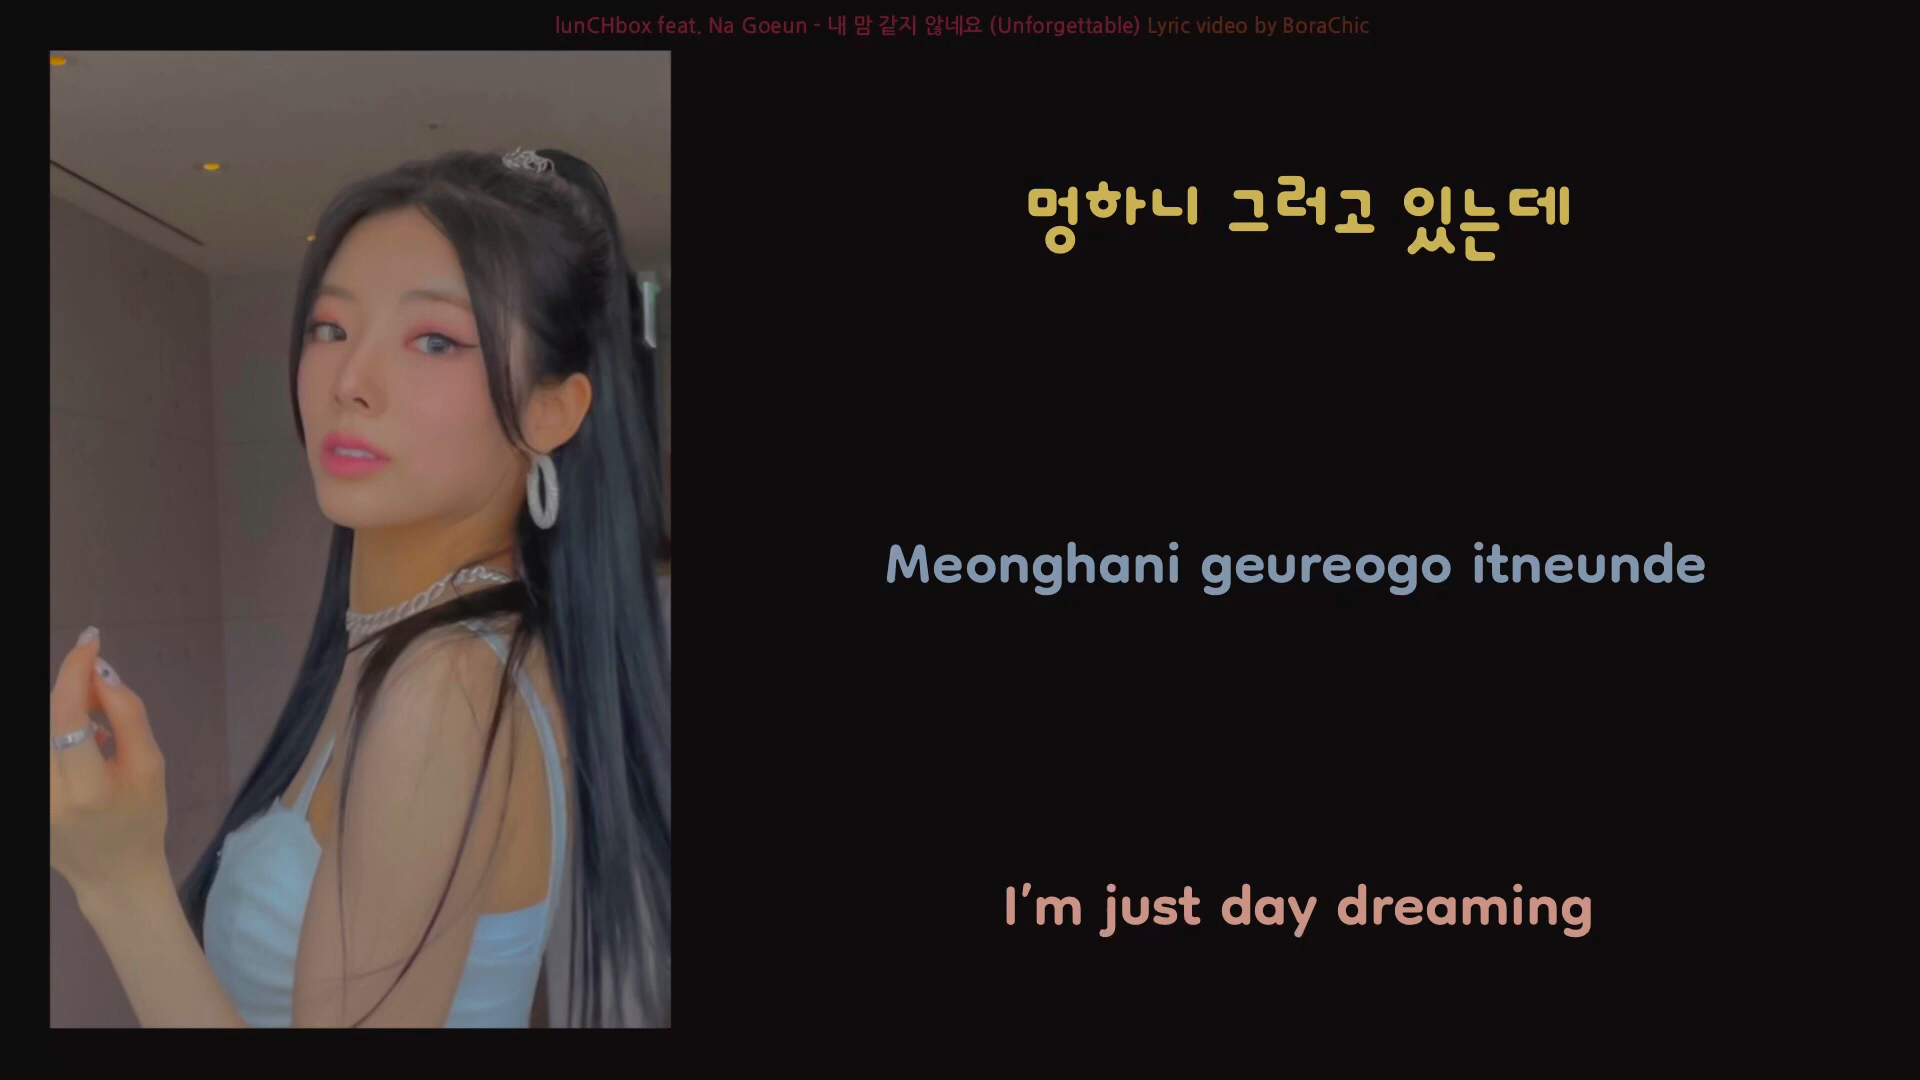 lunCHbox feat. Na Goeun - 내 맘 같지 않네요 (Unforgettable) Lyric video by BoraChic
멍하니 그러고 있는데
Meonghani geureogo itneunde
I'm just day dreaming